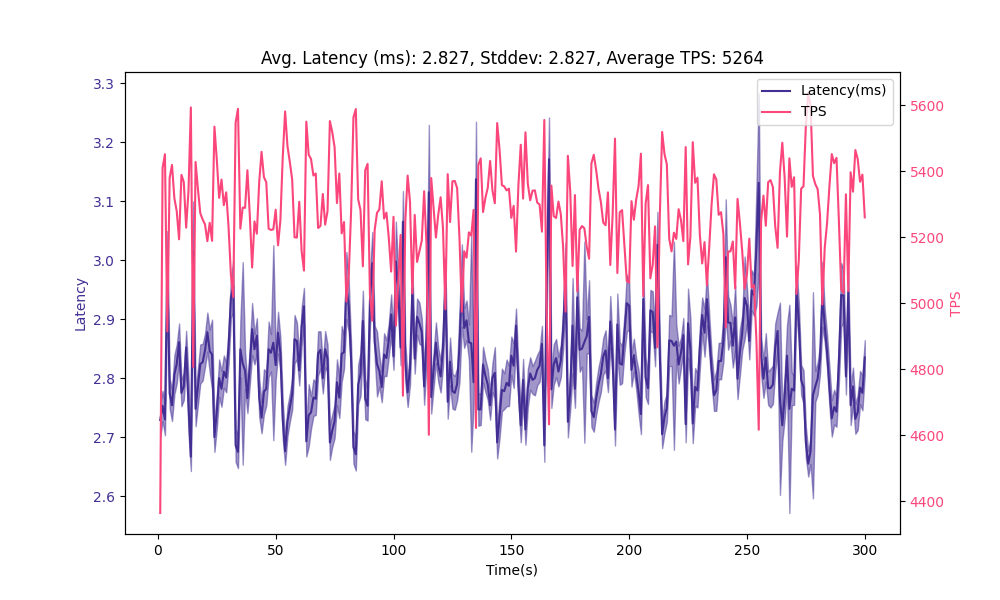 Avg. Latency (ms): 2.827, Stddev: 2.827, Average TPS: 5264
Latency(ms)
TPS
3.3
3.2
3.1
3.0
2.9
2.8
2.7
2.6
Latency
5600
5400
5200
5000
4800
4600
4400
TPS
0 50 100 150 200 250 300
Time(s)